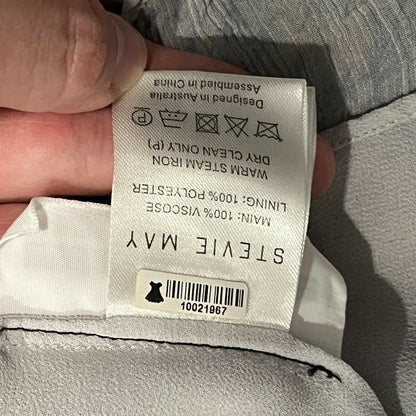 STEVIE MAY
MAIN: 100% VISCOSE
LINING: 100% POLYESTER
WARM STEAM IRON
DRY CLEAN ONLY (P)
P
Designed in Australia
Assembled in China
10021967